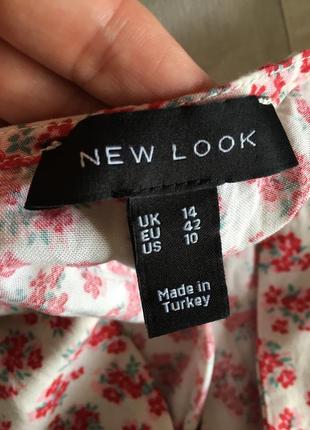 NEW LOOK
UK 14
EU 42
US 10
Made in
Turkey